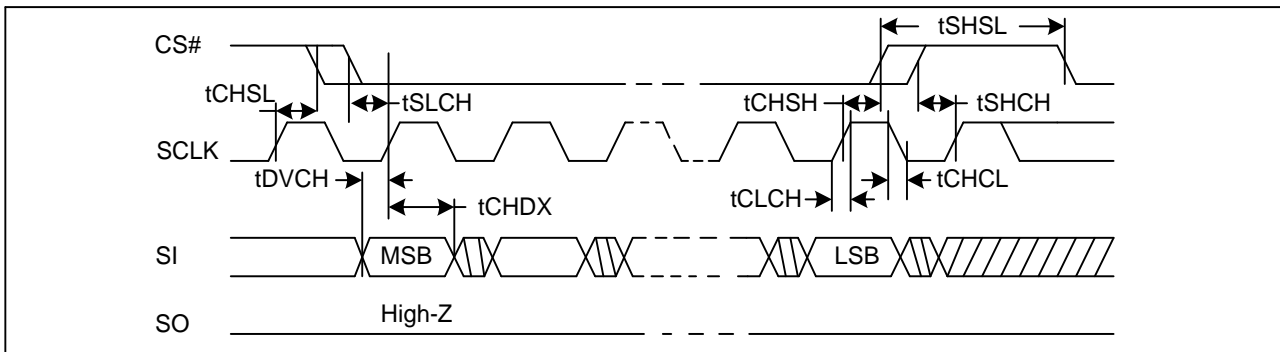 tSHSL
CS#
tCHSL
tSLCH
tCHSH
tSHCH
SCLK
tDVCH
tCHCL
tCLCH
tCHDX
SI
MSB
LSB
High-Z
SO